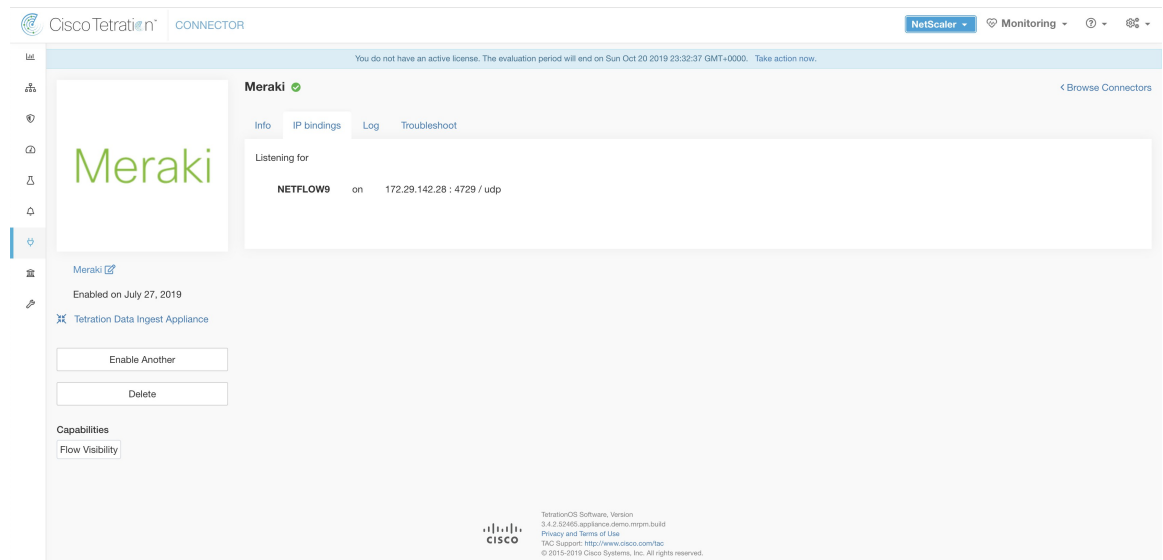 Cisco Tetration™ CONNECTOR NetScaler Monitoring
You do not have an active license. The evaluation period will end on Sun Oct 20 2019 23:32:37 GMT+0000. Take action now.
Meraki < Browse Connectors
Info IP bindings Log Troubleshoot
Meraki
Listening for
NETFLOW9 on 172.29.142.28 : 4729 / udp
Meraki
Enabled on July 27, 2019
Tetration Data Ingest Appliance
Enable Another
Delete
Capabilities
Flow Visibility
CISCO
TetrationOS Software, Version
3.4.2.52465.appliance.demo.mrpm.build
Privacy and Terms of Use
TAC Support: http://www.cisco.com/tac
© 2015-2019 Cisco Systems, Inc. All rights reserved.